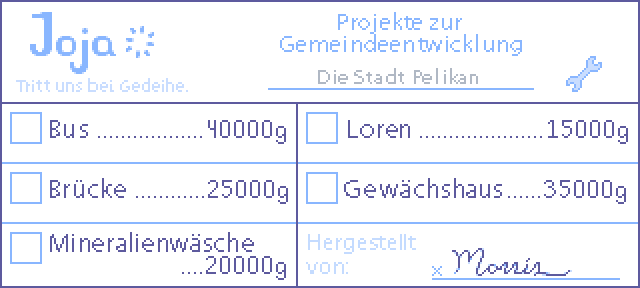 Joja
Tritt uns bei. Gedeihe.
Projekte zur
Gemeindeentwicklung
Die Stadt Pelikan
Bus ...................40000g
Loren ......................15000g
Brücke ............25000g
Gewächshaus......35000g
Mineralienwäsche
....20000g
Hergestellt
von:
x Morris